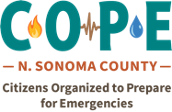 COPE
— N. SONOMA COUNTY —
Citizens Organized to Prepare
for Emergencies